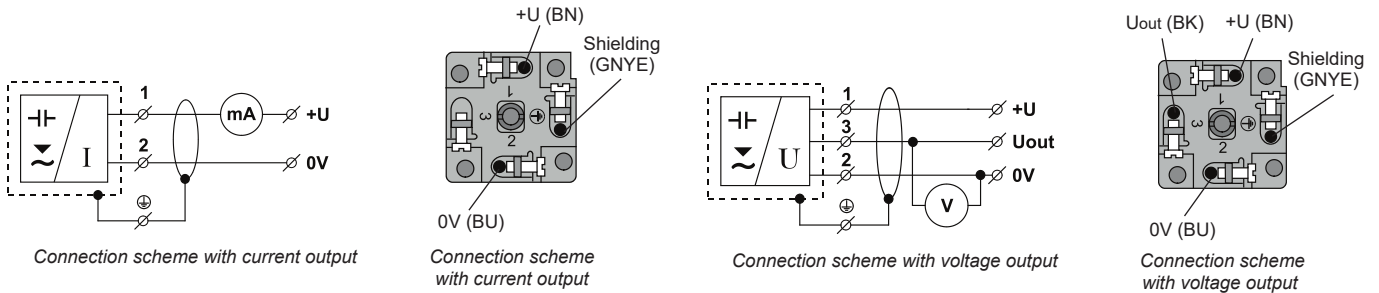 1
mA
+U
2
I
0V
Connection scheme with current output
+U (BN)
Shielding
(GNYE)
1
3
2
0V (BU)
Connection scheme
with current output
1
+U
3
Uout
2
0V
U
V
Connection scheme with voltage output
Uout (BK)
+U (BN)
Shielding
(GNYE)
1
3
2
0V (BU)
Connection scheme
with voltage output